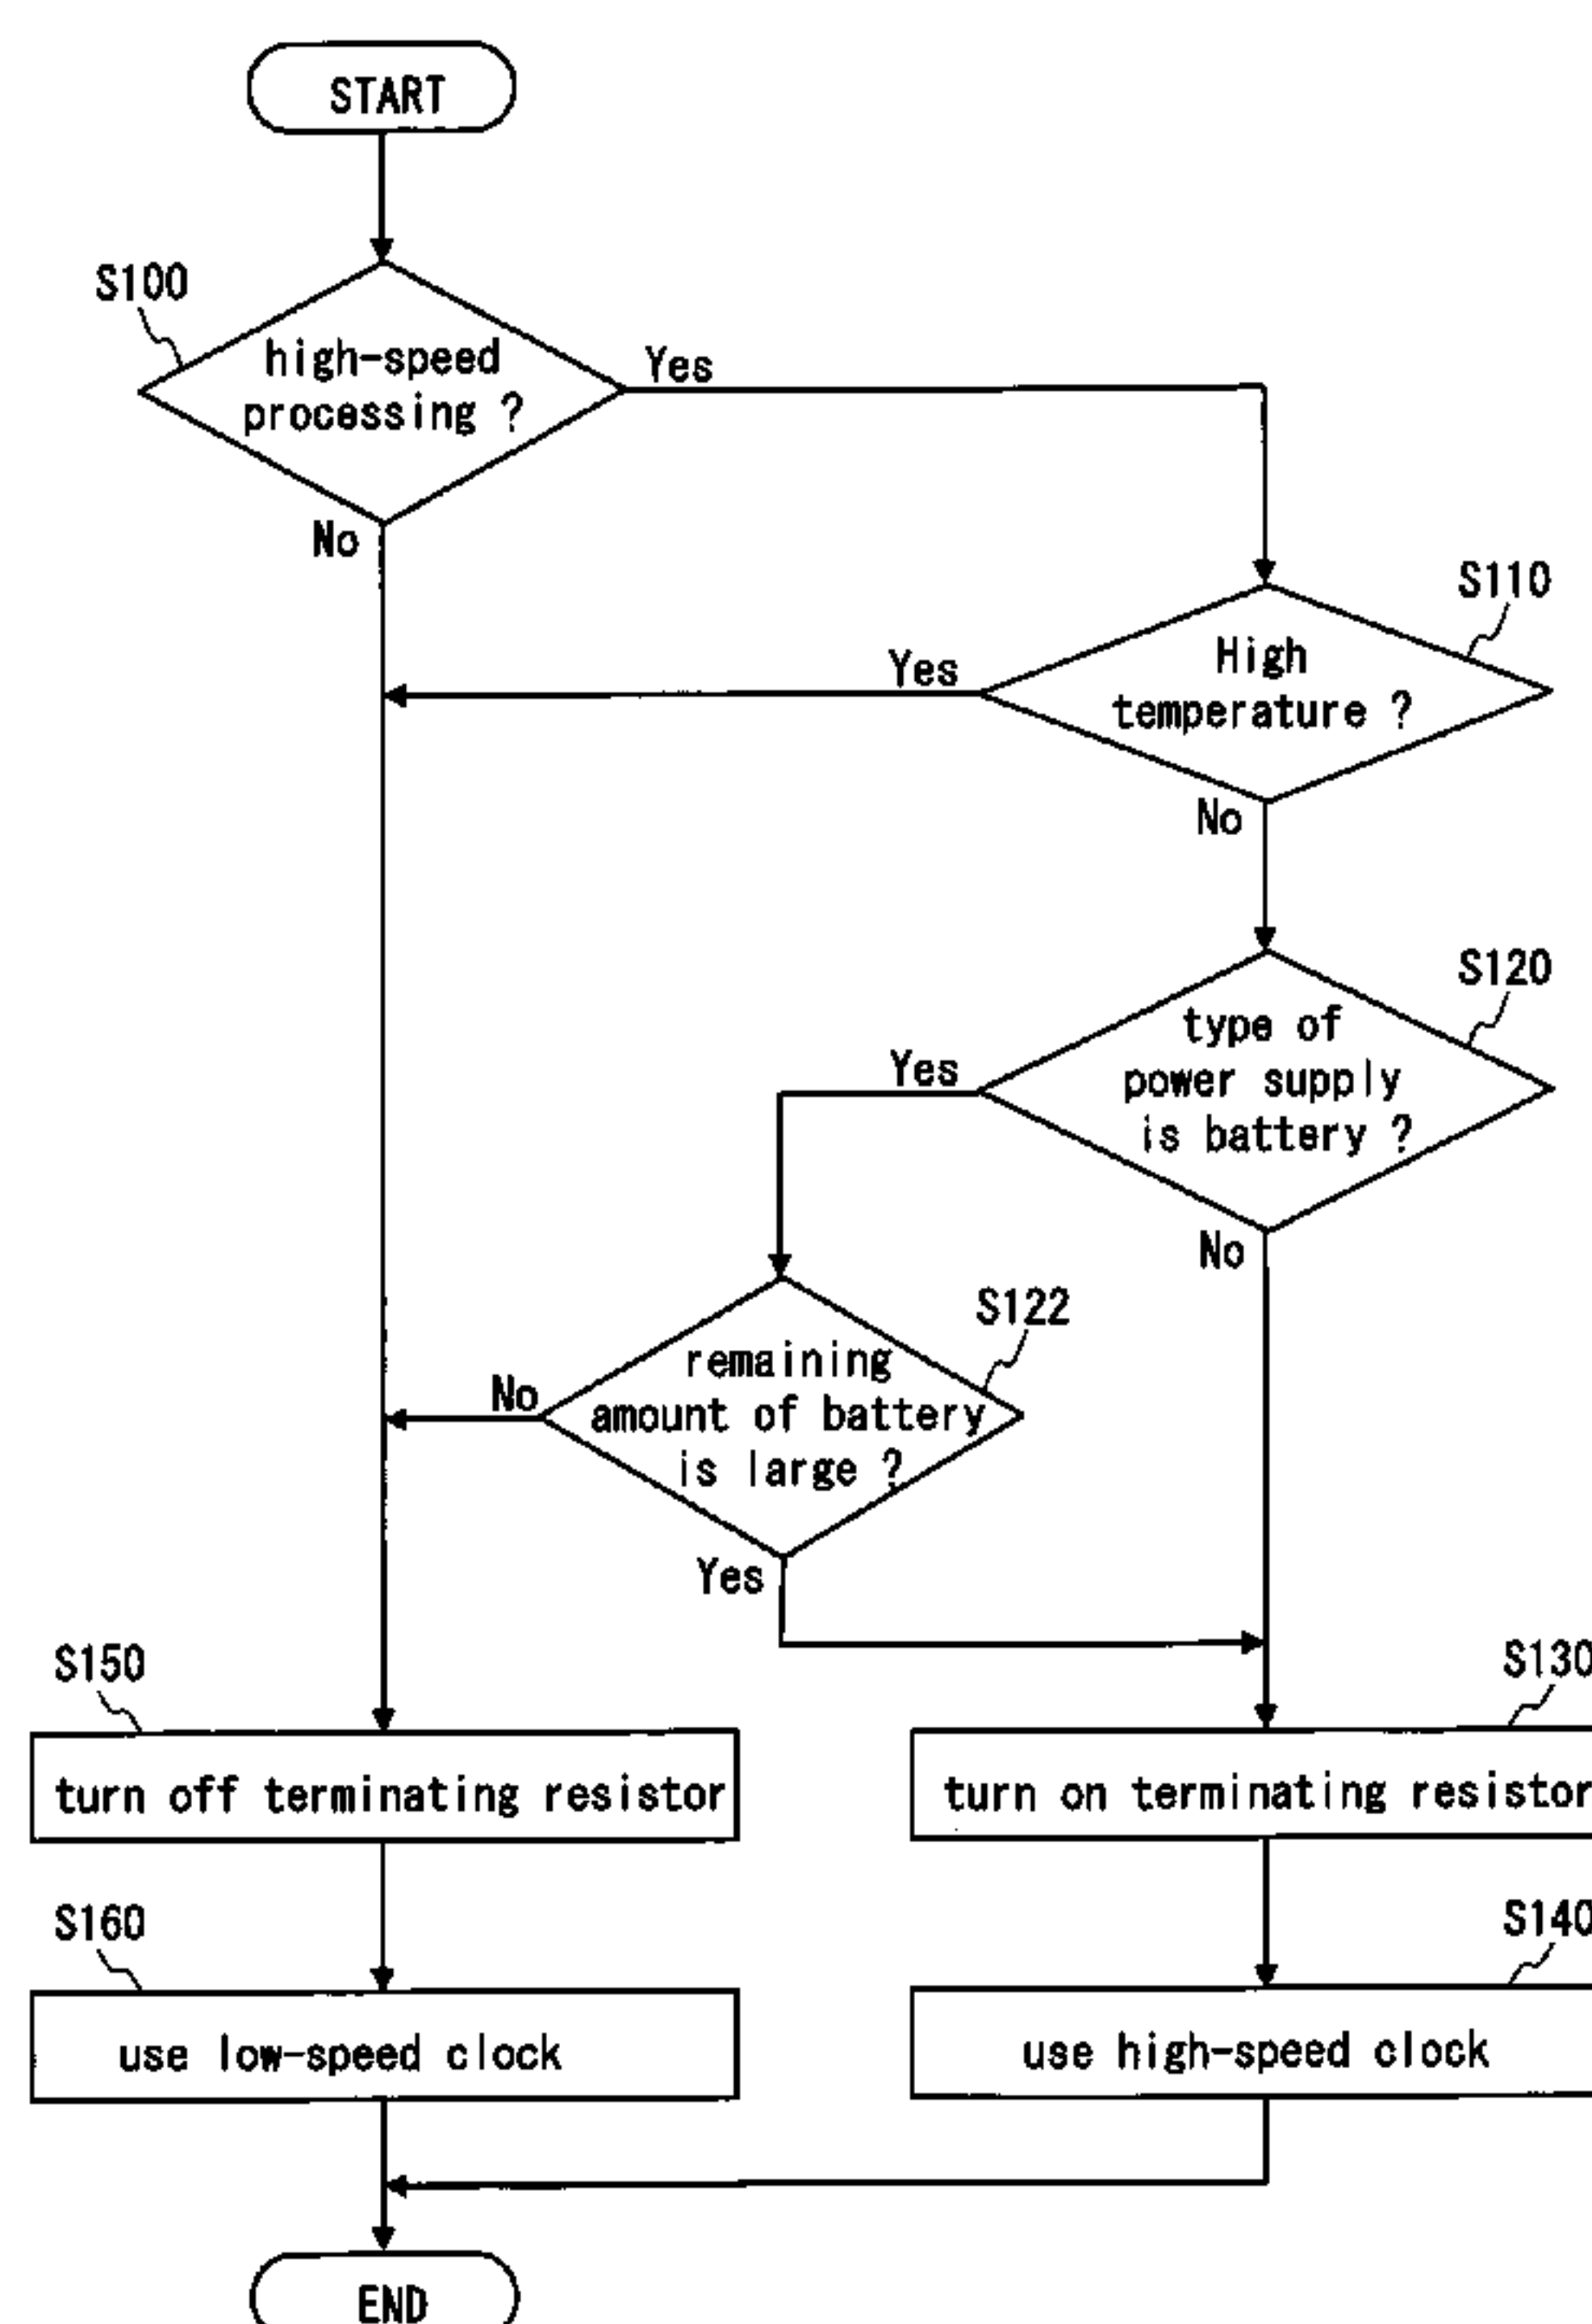 START
S100
high-speed
processing ?
Yes
No
S110
High
temperature ?
Yes
No
S120
type of
power supply
is battery ?
Yes
No
S122
remaining
amount of battery
is large ?
No
Yes
S150
turn off terminating resistor
S130
turn on terminating resistor
S160
use low-speed clock
S140
use high-speed clock
END